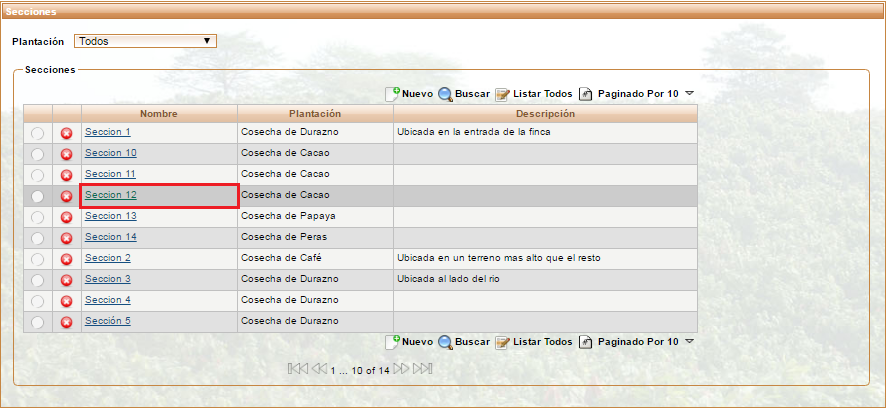 Secciones
Plantación Todos
Secciones
Nuevo Buscar Listar Todos Paginado Por 10
Nombre Plantación Descripción
Seccion 1 Cosecha de Durazno Ubicada en la entrada de la finca
Seccion 10 Cosecha de Cacao
Seccion 11 Cosecha de Cacao
Seccion 12 Cosecha de Cacao
Seccion 13 Cosecha de Papaya
Seccion 14 Cosecha de Peras
Seccion 2 Cosecha de Café Ubicada en un terreno mas alto que el resto
Seccion 3 Cosecha de Durazno Ubicada al lado del rio
Seccion 4 Cosecha de Durazno
Sección 5 Cosecha de Durazno
Nuevo Buscar Listar Todos Paginado Por 10
1 ... 10 of 14